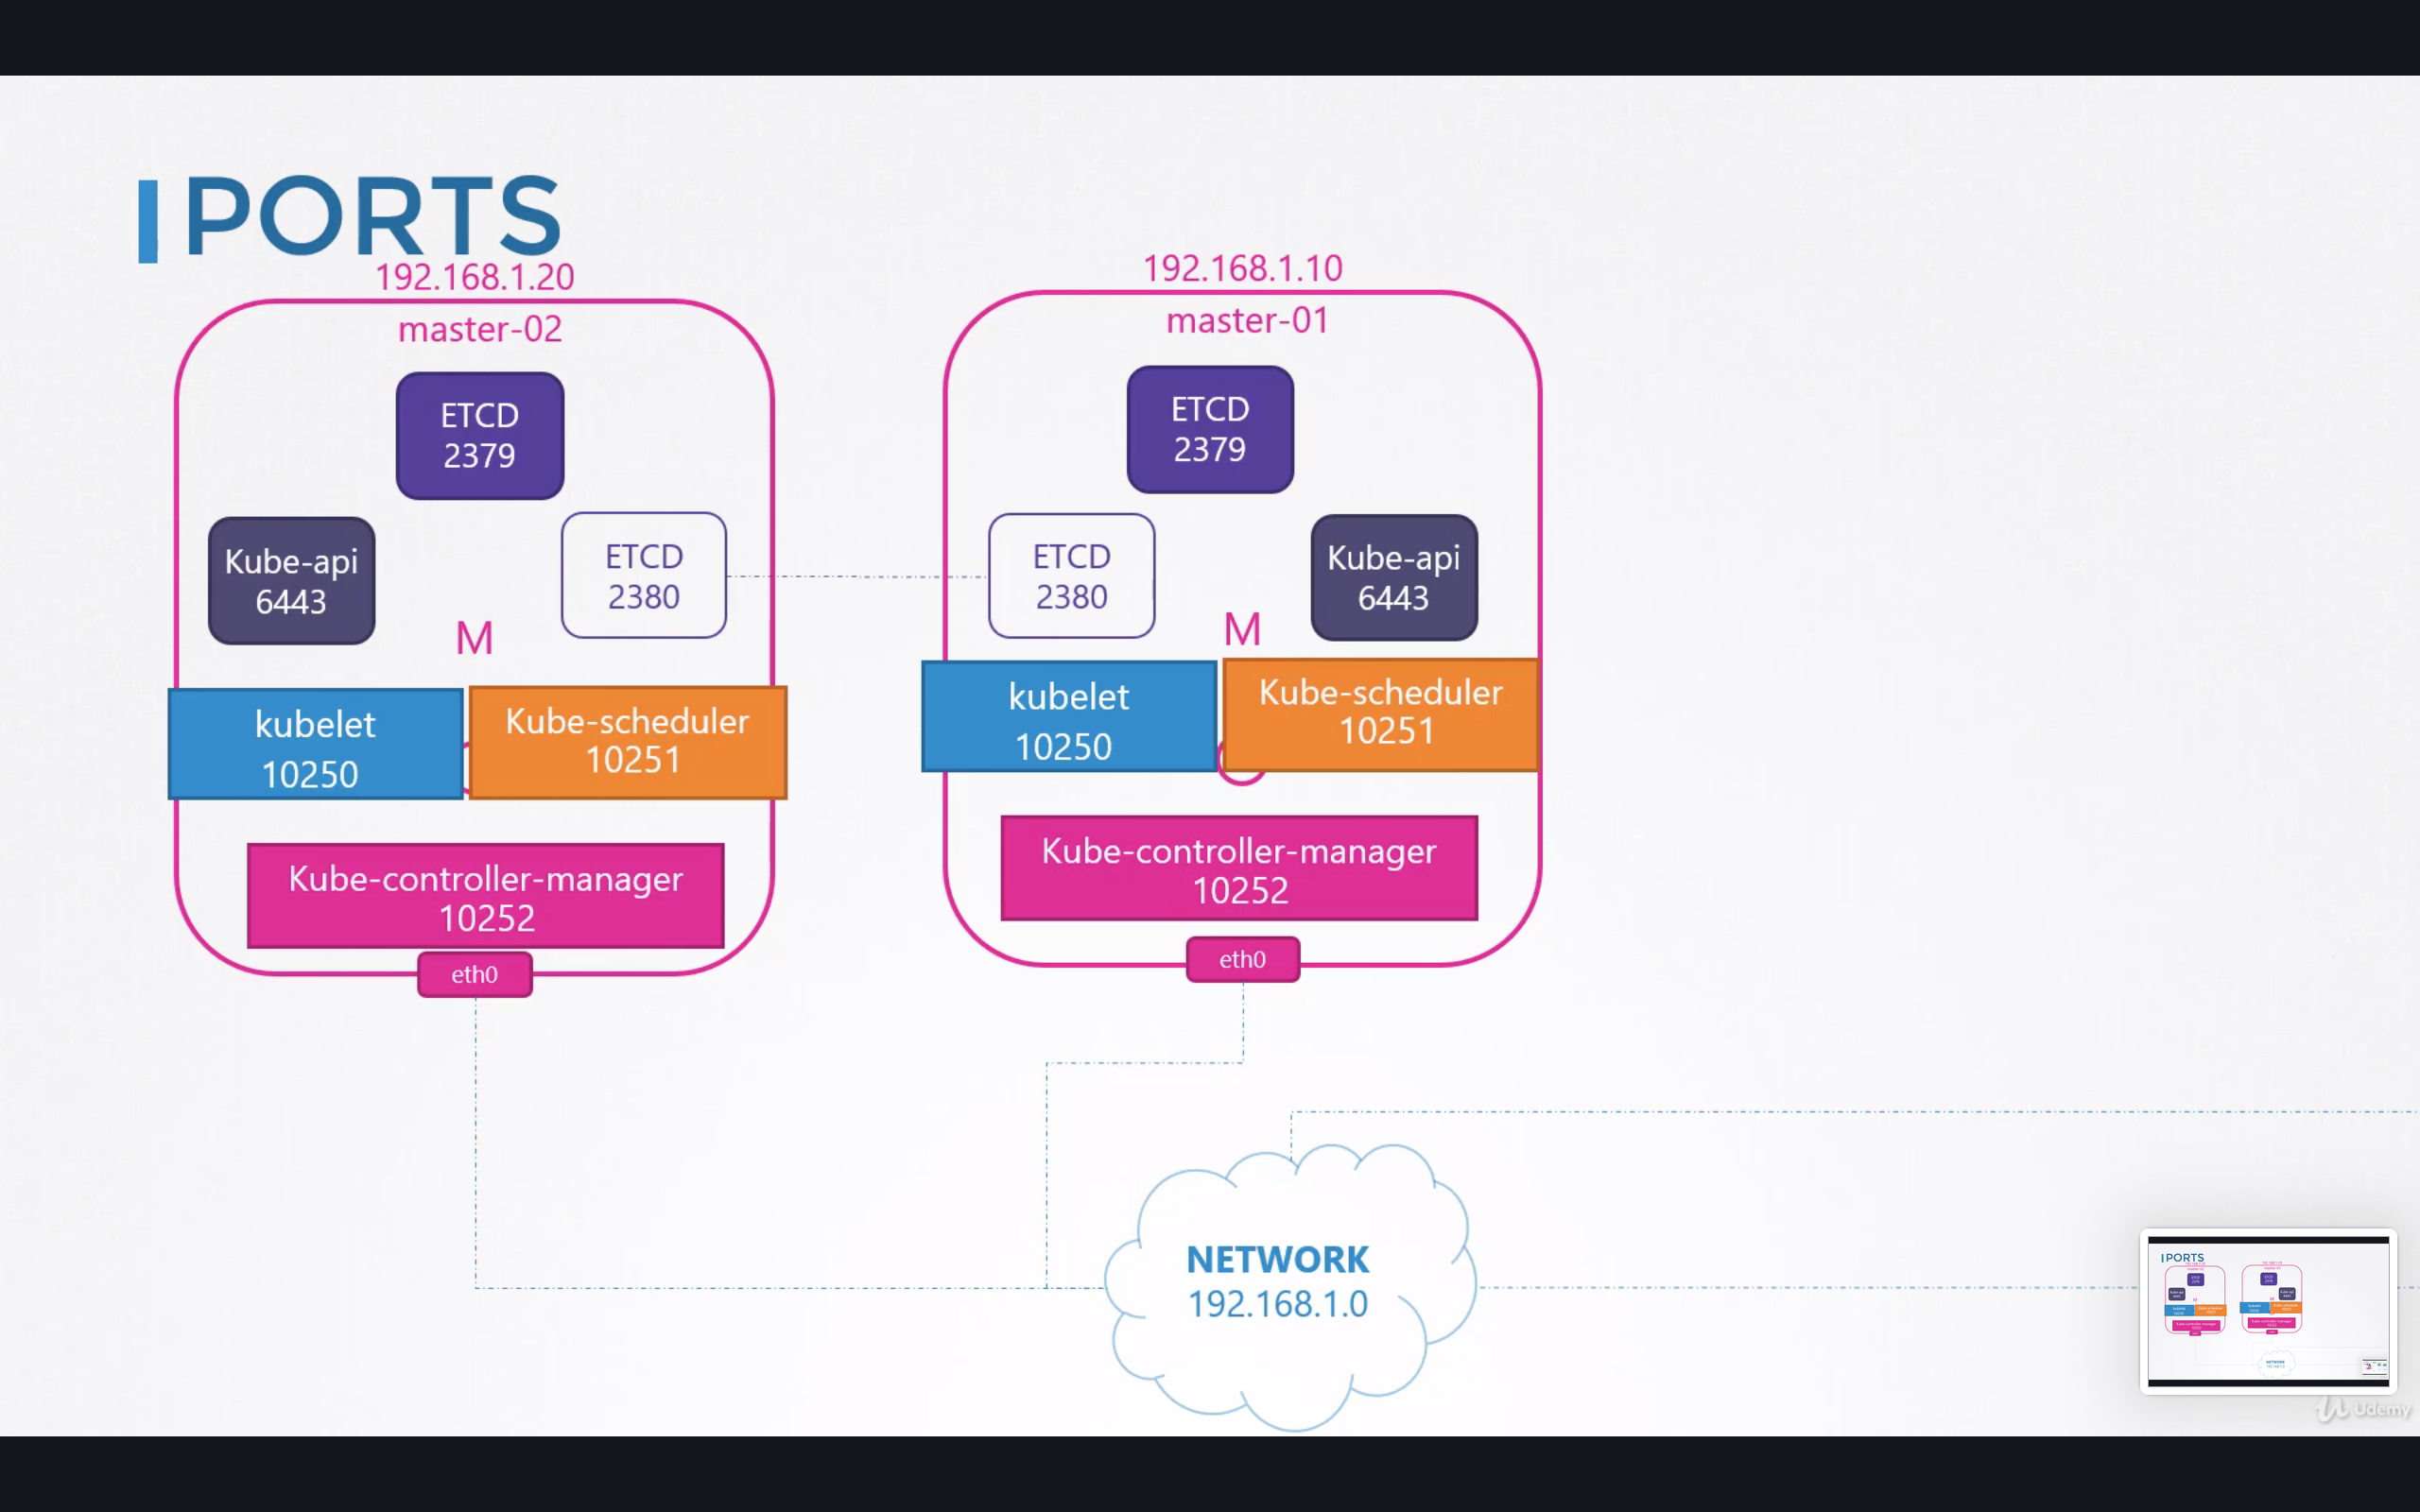 PORTS
192.168.1.20
master-02
ETCD
2379
Kube-api
6443
ETCD
2380
M
kubelet
10250
Kube-scheduler
10251
Kube-controller-manager
10252
eth0
192.168.1.10
master-01
ETCD
2379
ETCD
2380
Kube-api
6443
M
kubelet
10250
Kube-scheduler
10251
Kube-controller-manager
10252
eth0
NETWORK
192.168.1.0
PORTS
Udemy